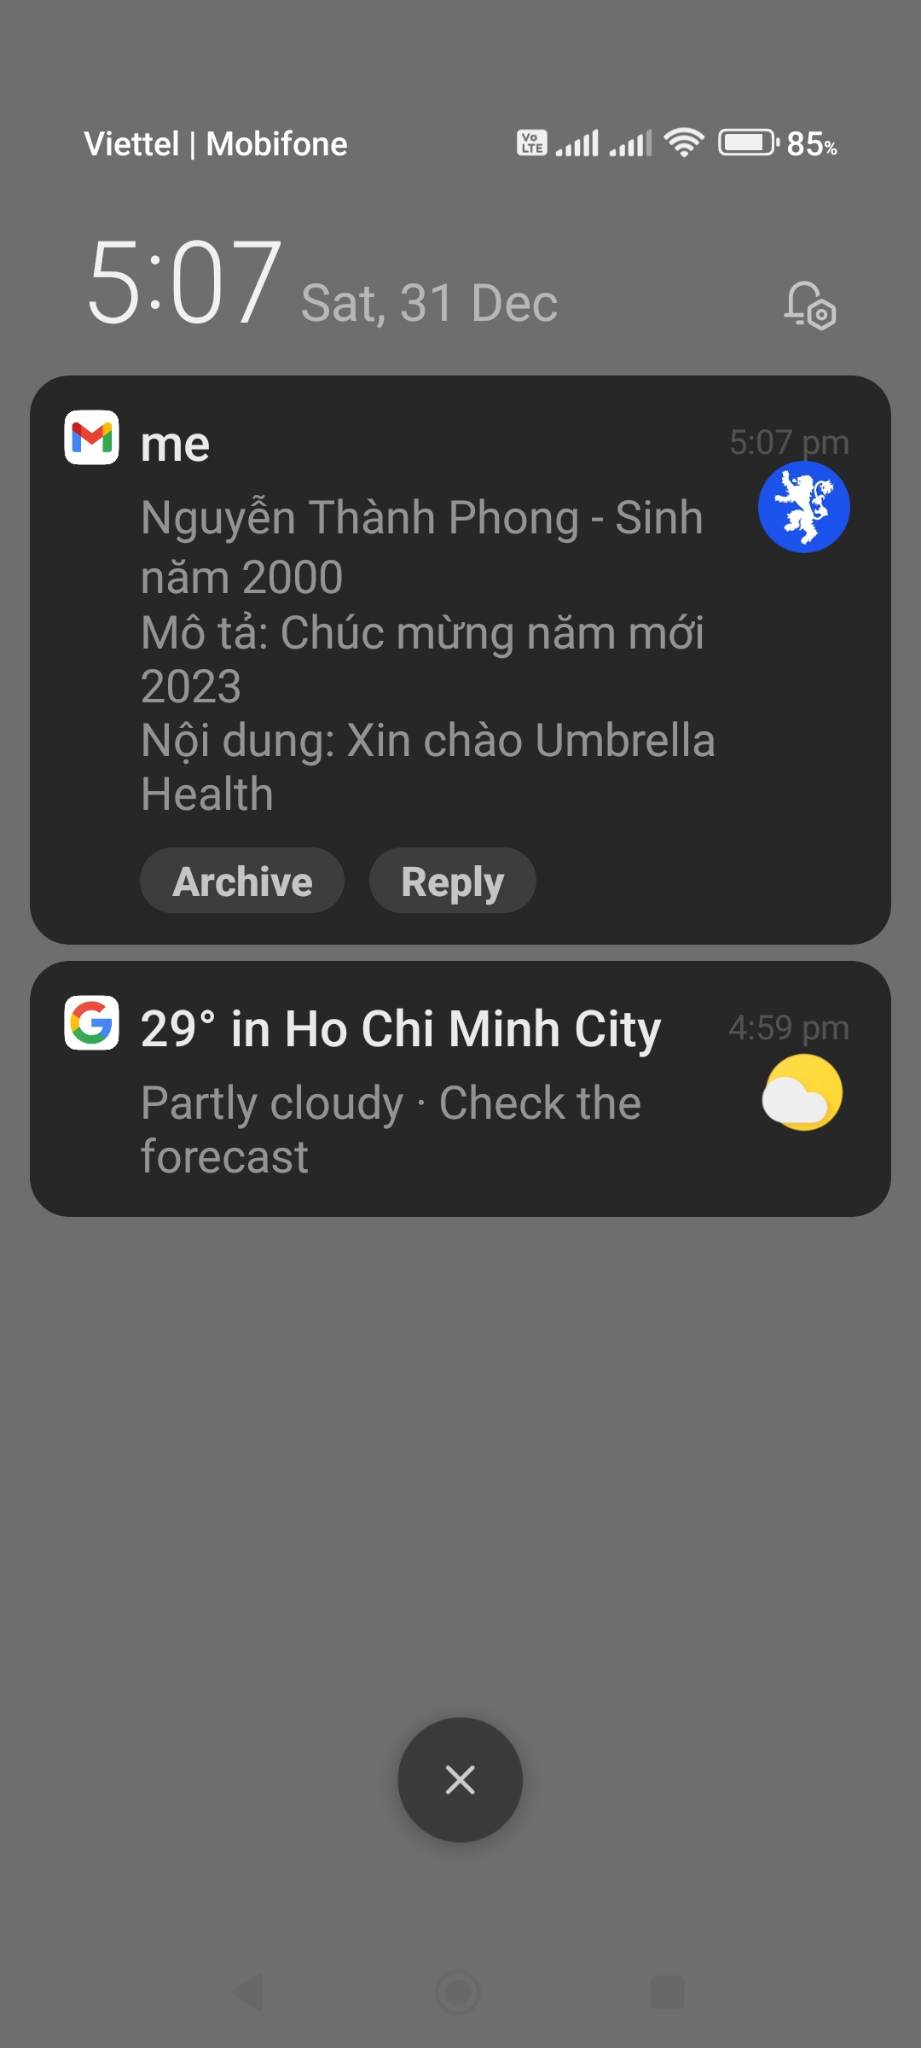 Viettel | Mobifone
Vo LTE
85%
5:07 Sat, 31 Dec
me
5:07 pm
Nguyễn Thành Phong - Sinh
năm 2000
Mô tả: Chúc mừng năm mới
2023
Nội dung: Xin chào Umbrella
Health
Archive
Reply
29° in Ho Chi Minh City
4:59 pm
Partly cloudy · Check the
forecast